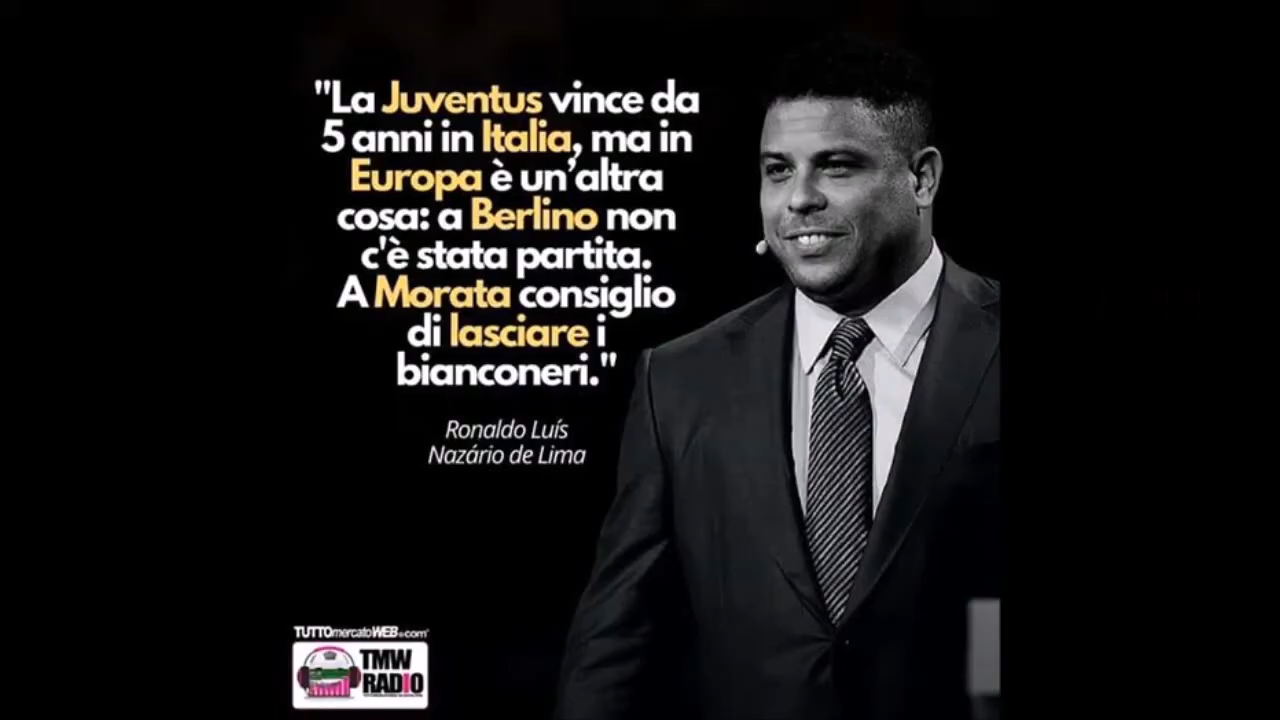 "La Juventus vince da
5 anni in Italia, ma in
Europa è un'altra
cosa: a Berlino non
c'è stata partita.
A Morata consiglio
di lasciare i
bianconeri."
Ronaldo Luís
Nazário de Lima
TUTTOmercatoWEB.com
TMW
RADIO